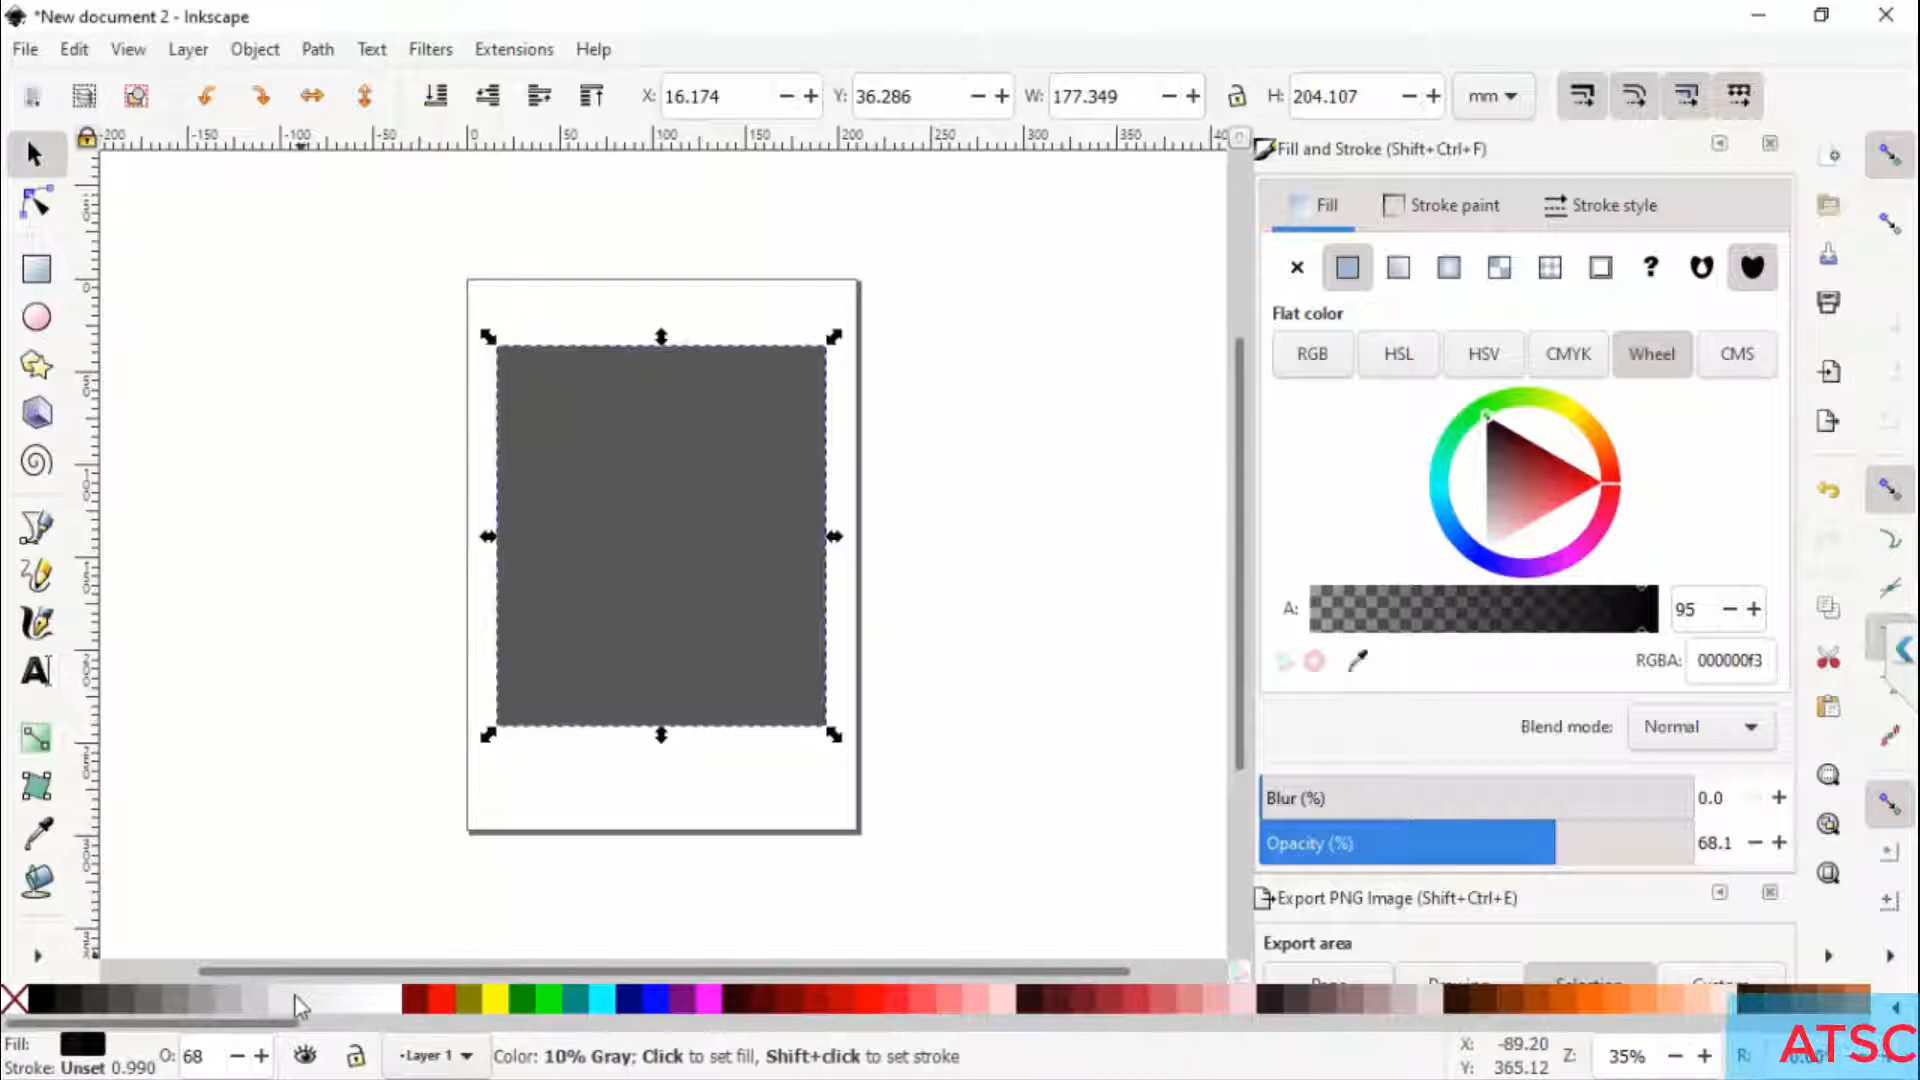 *New document 2 - Inkscape
File Edit View Layer Object Path Text Filters Extensions Help
X: 16.174 Y: 36.286 W: 177.349 H: 204.107 mm
-200 -150 -100 -50 0 50 100 150 200 250 300 350
Fill and Stroke (Shift+Ctrl+F)
Fill Stroke paint Stroke style
Flat color
RGB HSL HSV CMYK Wheel CMS
A: 95
RGBA: 000000f3
Blend mode: Normal
Blur (%) 0.0
Opacity (%) 68.1
Export PNG Image (Shift+Ctrl+E)
Export area
Fill:
Stroke: Unset 0.990
O: 68
Layer 1
Color: 10% Gray; Click to set fill, Shift+click to set stroke
X: -89.20
Y: 365.12
Z: 35%
R:
ATSC